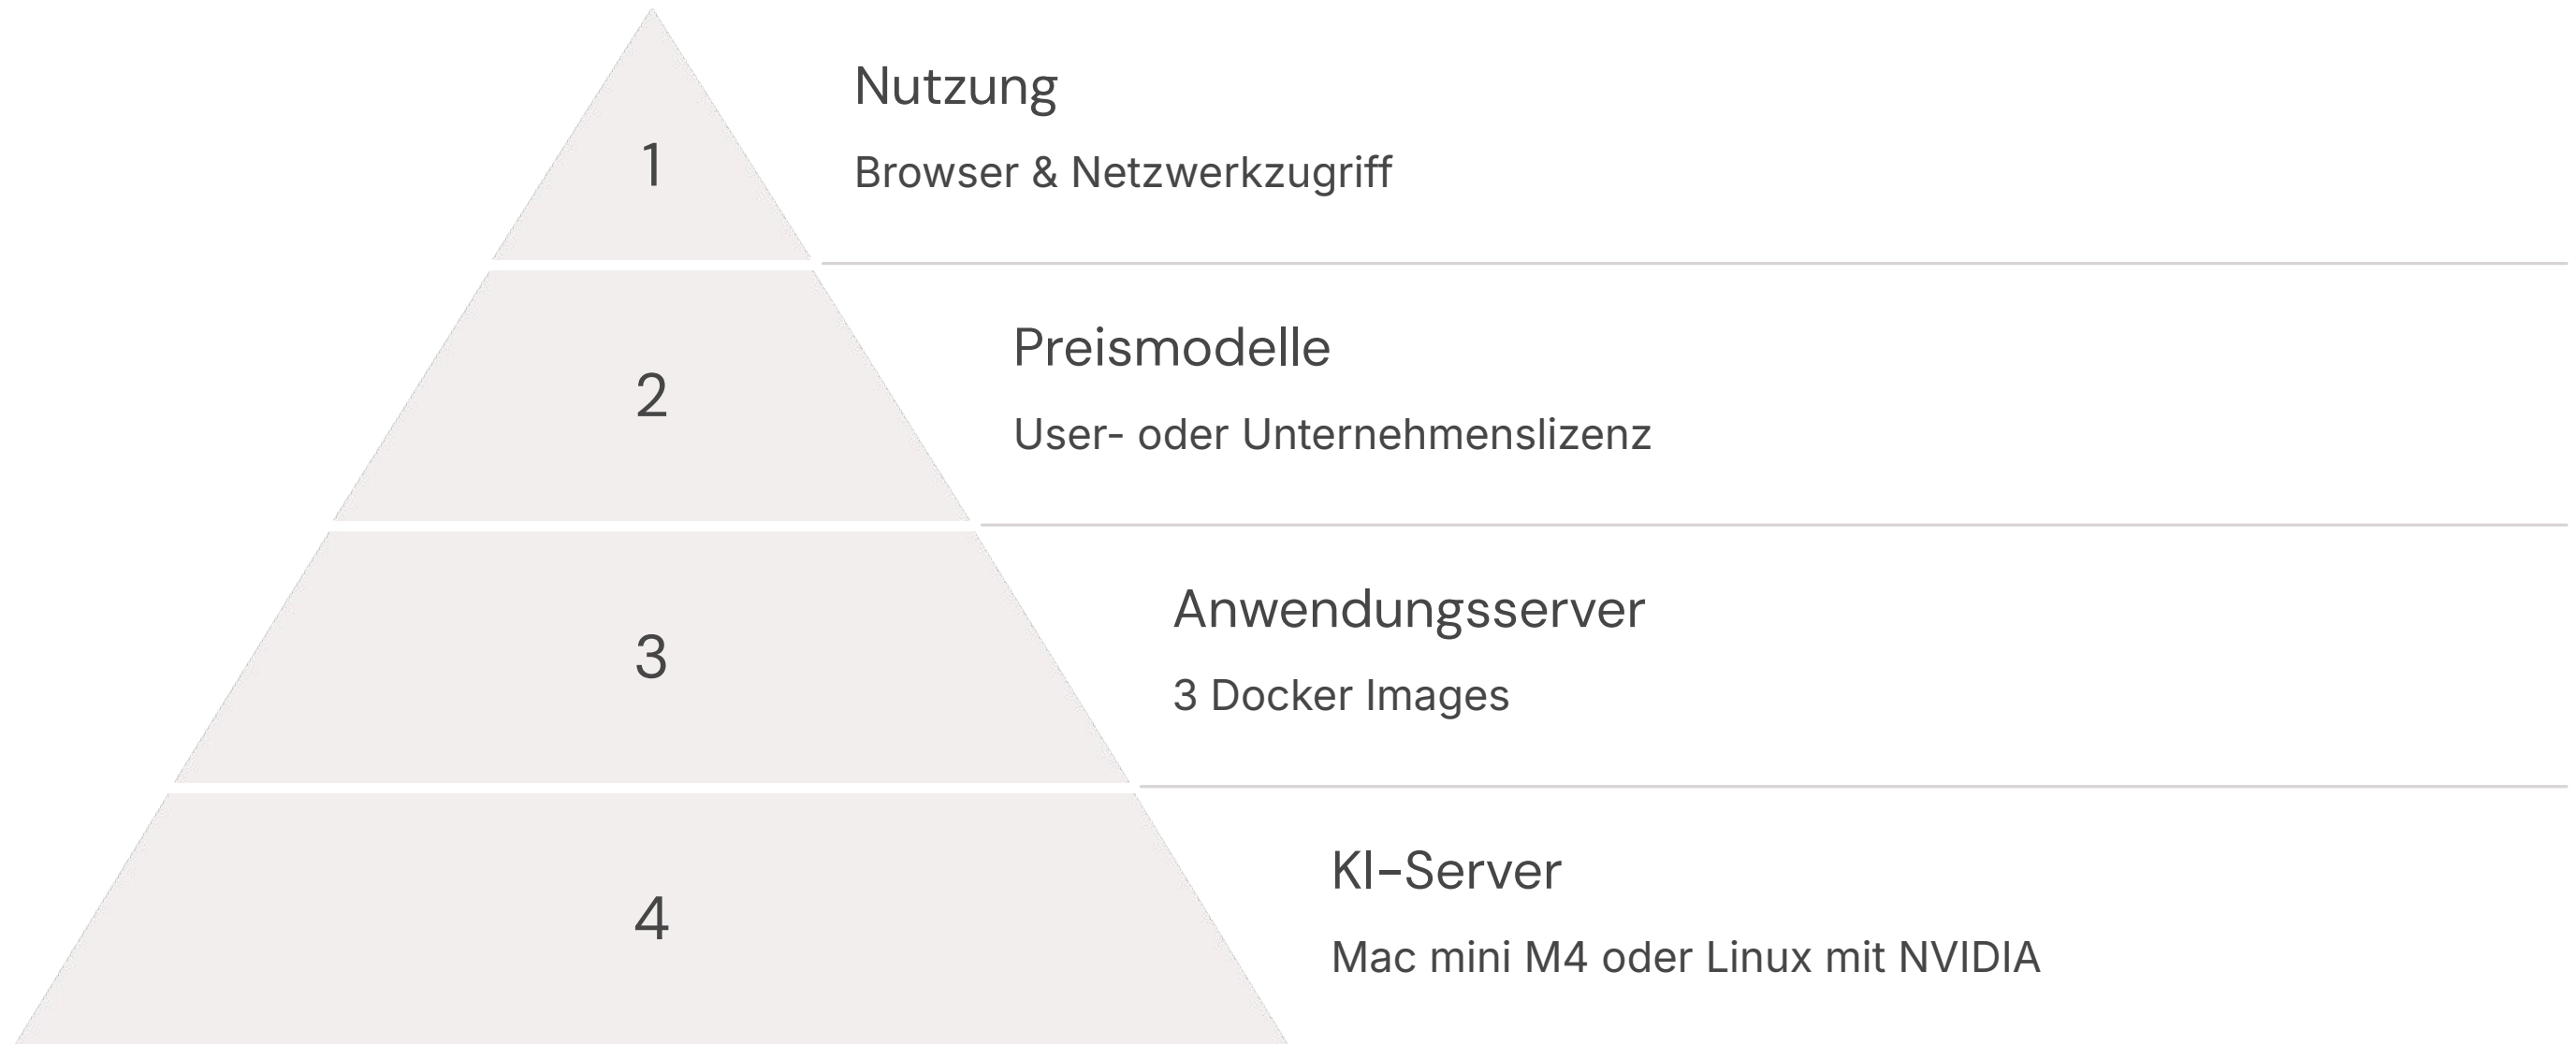 1
Nutzung
Browser & Netzwerkzugriff
2
Preismodelle
User- oder Unternehmenslizenz
3
Anwendungsserver
3 Docker Images
4
KI-Server
Mac mini M4 oder Linux mit NVIDIA